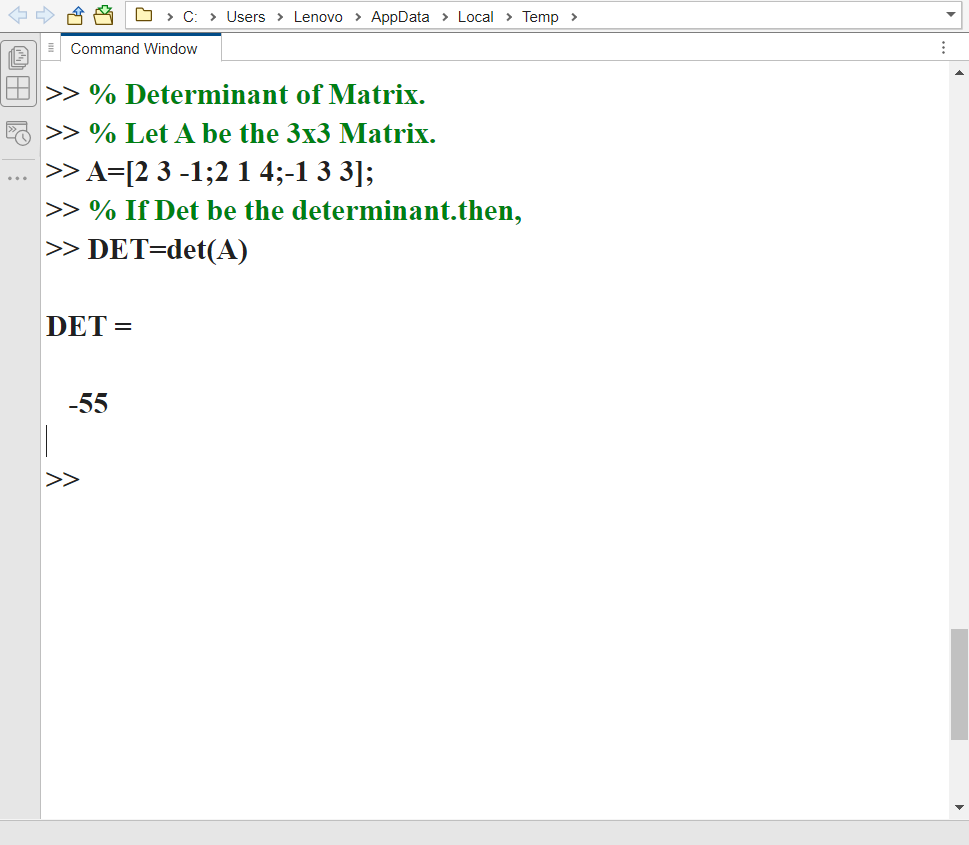 C: Users Lenovo AppData Local Temp
Command Window
>> % Determinant of Matrix.
>> % Let A be the 3x3 Matrix.
>> A=[2 3 -1;2 1 4;-1 3 3];
>> % If Det be the determinant.then,
>> DET=det(A)
DET =
-55
>>